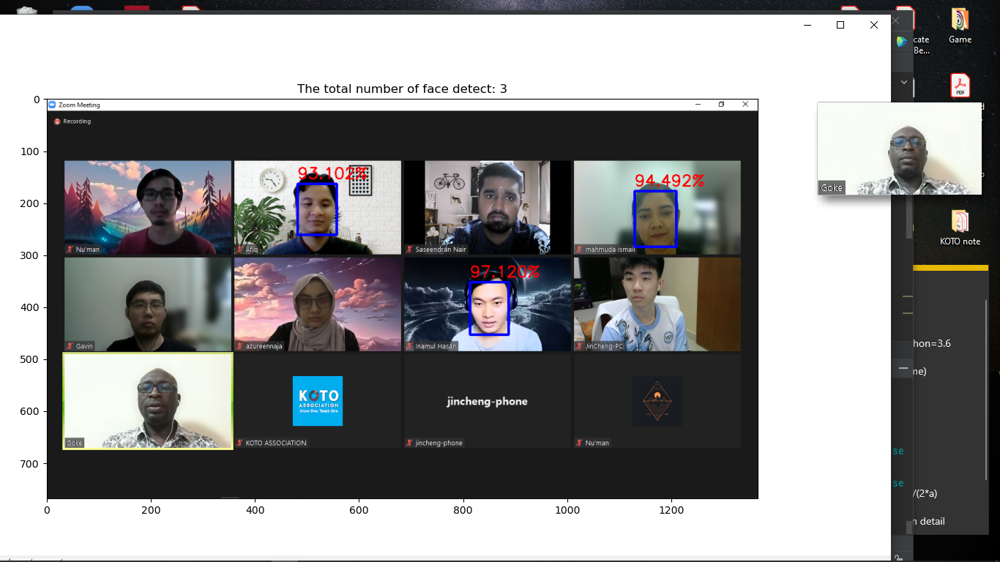 The total number of face detect: 3
Zoom Meeting
Recording
93.102%
94.492%
Nu'man
Afiq
Saseendran Nair
mahmuda ismail
97.120%
Gavin
azureennaja
Inamul Hasan
JinCheng-PC
Goke
KOTO
ASSOCIATION
Know One, Teach One
KOTO ASSOCIATION
jincheng-phone
jincheng-phone
Nu'man
0
100
200
300
400
500
600
700
0
200
400
600
800
1000
1200
Goke
cate
Be...
Game
PDF
KOTO note
hon=3.6
me)
se
se
/(2*a)
n detail